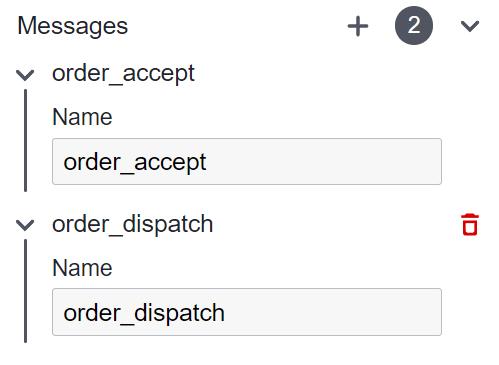 Messages 2
order_accept
Name
order_accept
order_dispatch
Name
order_dispatch